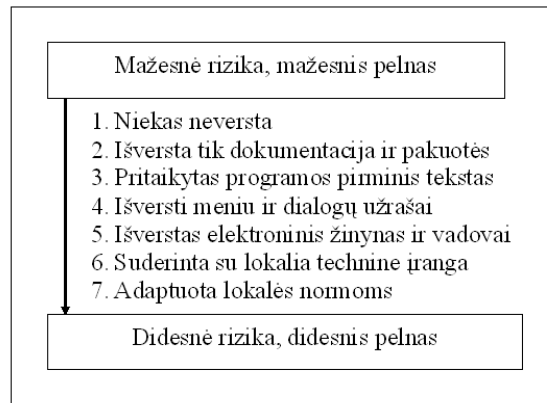 Mažesnė rizika, mažesnis pelnas
1. Niekas neversta
2. Išversta tik dokumentacija ir pakuotės
3. Pritaikytas programos pirminis tekstas
4. Išversti meniu ir dialogų užrašai
5. Išverstas elektroninis žinynas ir vadovai
6. Suderinta su lokalia technine įranga
7. Adaptuota lokalės normoms
Didesnė rizika, didesnis pelnas